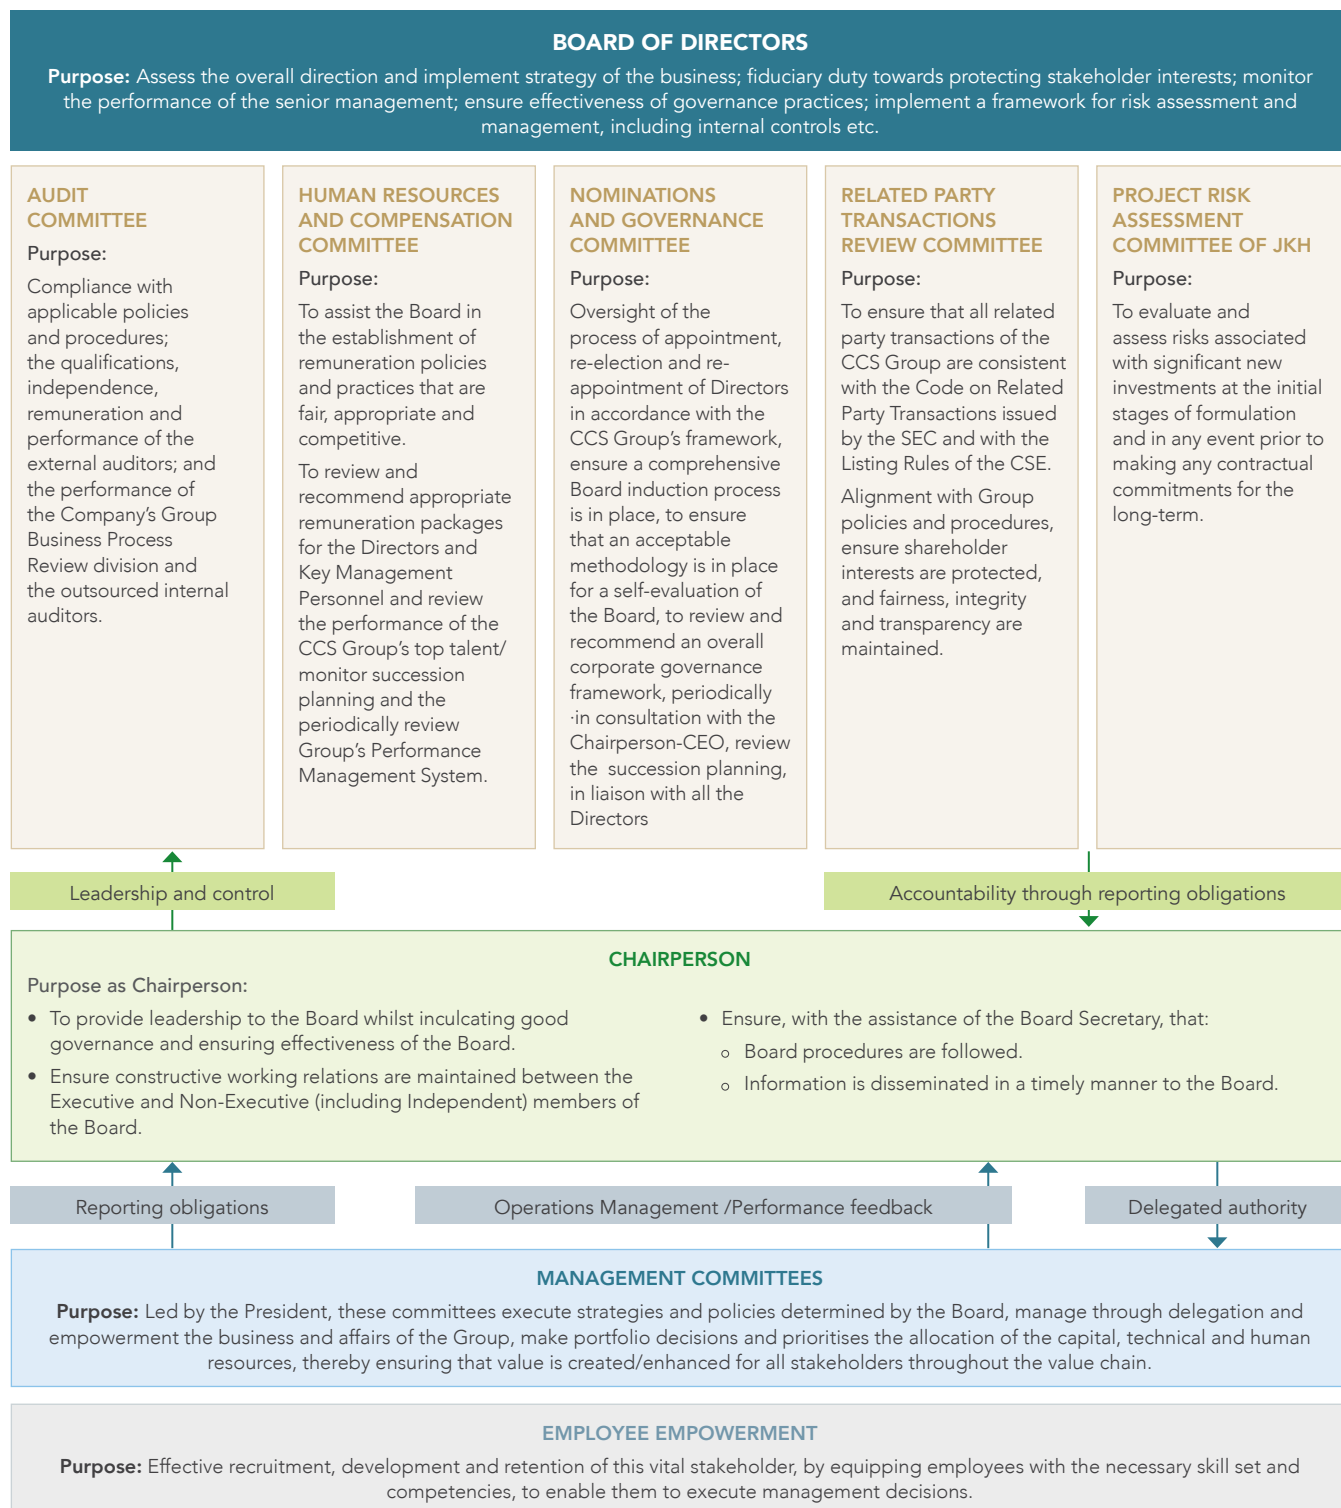 BOARD OF DIRECTORS
Purpose: Assess the overall direction and implement strategy of the business; fiduciary duty towards protecting stakeholder interests; monitor
the performance of the senior management; ensure effectiveness of governance practices; implement a framework for risk assessment and
management, including internal controls etc.
AUDIT
COMMITTEE
Purpose:
Compliance with
applicable policies
and procedures;
the qualifications,
independence,
remuneration and
performance of the
external auditors; and
the performance of
the Company's Group
Business Process
Review division and
the outsourced internal
auditors.
HUMAN RESOURCES
AND COMPENSATION
COMMITTEE
Purpose:
To assist the Board in
the establishment of
remuneration policies
and practices that are
fair, appropriate and
competitive.
To review and
recommend appropriate
remuneration packages
for the Directors and
Key Management
Personnel and review
the performance of the
CCS Group's top talent/
monitor succession
planning and the
periodically review
Group's Performance
Management System.
NOMINATIONS
AND GOVERNANCE
COMMITTEE
Purpose:
Oversight of the
process of appointment,
re-election and re-
appointment of Directors
in accordance with the
CCS Group's framework,
ensure a comprehensive
Board induction process
is in place, to ensure
that an acceptable
methodology is in place
for a self-evaluation of
the Board, to review and
recommend an overall
corporate governance
framework, periodically
·in consultation with the
Chairperson-CEO, review
the  succession planning,
in liaison with all the
Directors
RELATED PARTY
TRANSACTIONS
REVIEW COMMITTEE
Purpose:
To ensure that all related
party transactions of the
CCS Group are consistent
with the Code on Related
Party Transactions issued
by the SEC and with the
Listing Rules of the CSE.
Alignment with Group
policies and procedures,
ensure shareholder
interests are protected,
and fairness, integrity
and transparency are
maintained.
PROJECT RISK
ASSESSMENT
COMMITTEE OF JKH
Purpose:
To evaluate and
assess risks associated
with significant new
investments at the initial
stages of formulation
and in any event prior to
making any contractual
commitments for the
long-term.
Leadership and control
Accountability through reporting obligations
CHAIRPERSON
Purpose as Chairperson:
• To provide leadership to the Board whilst inculcating good
governance and ensuring effectiveness of the Board.
• Ensure constructive working relations are maintained between the
Executive and Non-Executive (including Independent) members of
the Board.
• Ensure, with the assistance of the Board Secretary, that:
o Board procedures are followed.
o Information is disseminated in a timely manner to the Board.
Reporting obligations
Operations Management /Performance feedback
Delegated authority
MANAGEMENT COMMITTEES
Purpose: Led by the President, these committees execute strategies and policies determined by the Board, manage through delegation and
empowerment the business and affairs of the Group, make portfolio decisions and prioritises the allocation of the capital, technical and human
resources, thereby ensuring that value is created/enhanced for all stakeholders throughout the value chain.
EMPLOYEE EMPOWERMENT
Purpose: Effective recruitment, development and retention of this vital stakeholder, by equipping employees with the necessary skill set and
competencies, to enable them to execute management decisions.